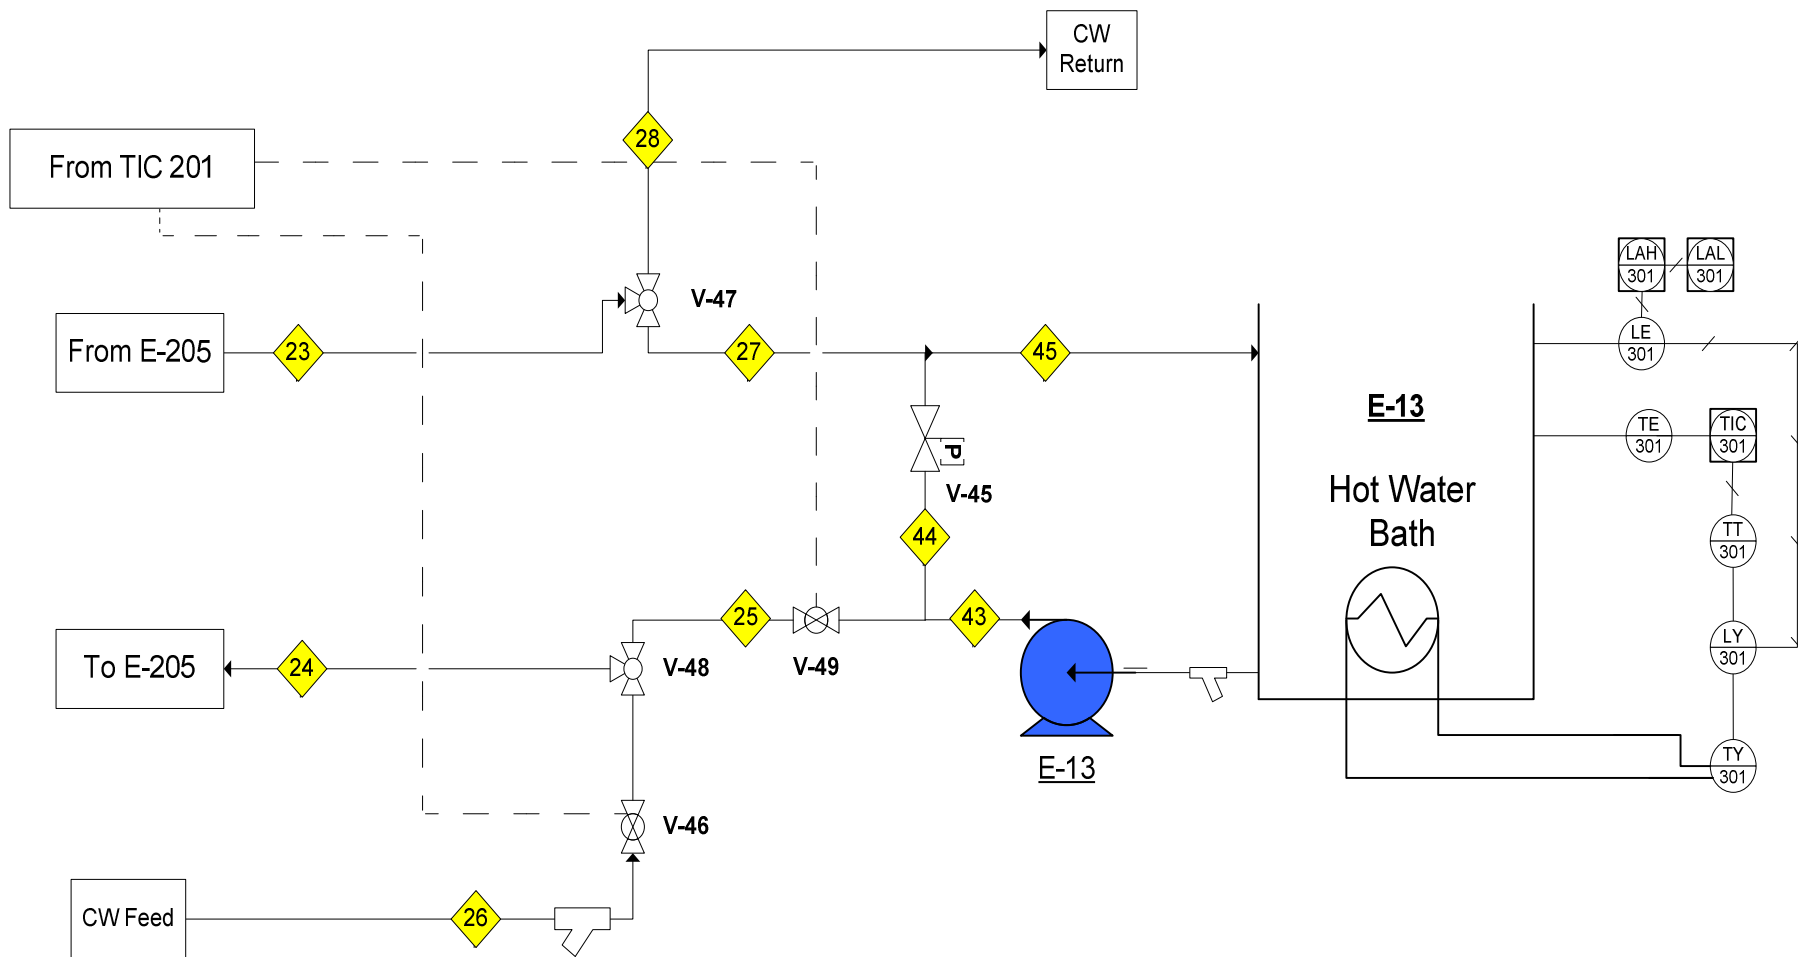 CW
Return
28
From TIC 201
V-47
LAH
301
LAL
301
From E-205
23
27
45
LE
301
E-13
TE
301
TIC
301
P
V-45
Hot Water
Bath
44
TT
301
25
43
To E-205
24
V-48
V-49
LY
301
E-13
TY
301
V-46
CW Feed
26